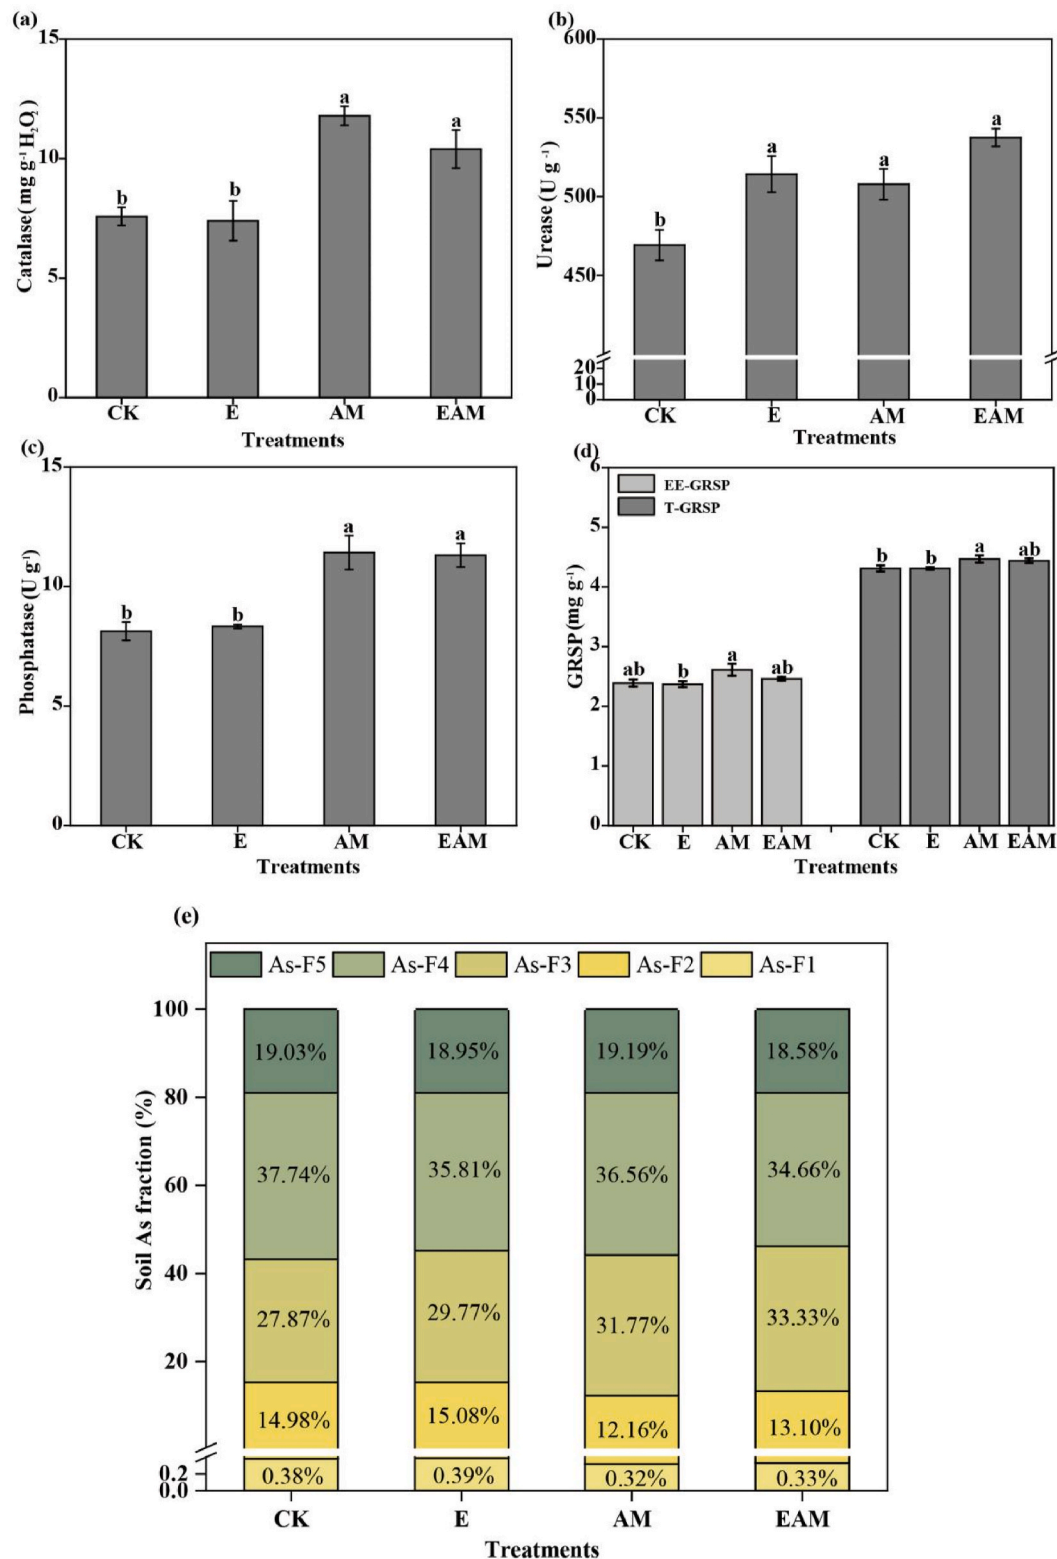 (a)
15
10
5
0
Catalase( mg g-1 H2O2)
b
b
a
a
CK E AM EAM
Treatments
(b)
600
550
500
450
20
10
0
Urease (U g-1)
b
a
a
a
CK E AM EAM
Treatments
(c)
15
10
5
0
Phosphatase (U g-1)
b
b
a
a
CK E AM EAM
Treatments
(d)
6
5
4
3
2
1
0
GRSP (mg g-1)
EE-GRSP
T-GRSP
ab b a ab
b b a ab
CK E AM EAM CK E AM EAM
Treatments
(e)
As-F5 As-F4 As-F3 As-F2 As-F1
100
80
60
40
20
0.2
0.0
Soil As fraction (%)
19.03% 18.95% 19.19% 18.58%
37.74% 35.81% 36.56% 34.66%
27.87% 29.77% 31.77% 33.33%
14.98% 15.08% 12.16% 13.10%
0.38% 0.39% 0.32% 0.33%
CK E AM EAM
Treatments